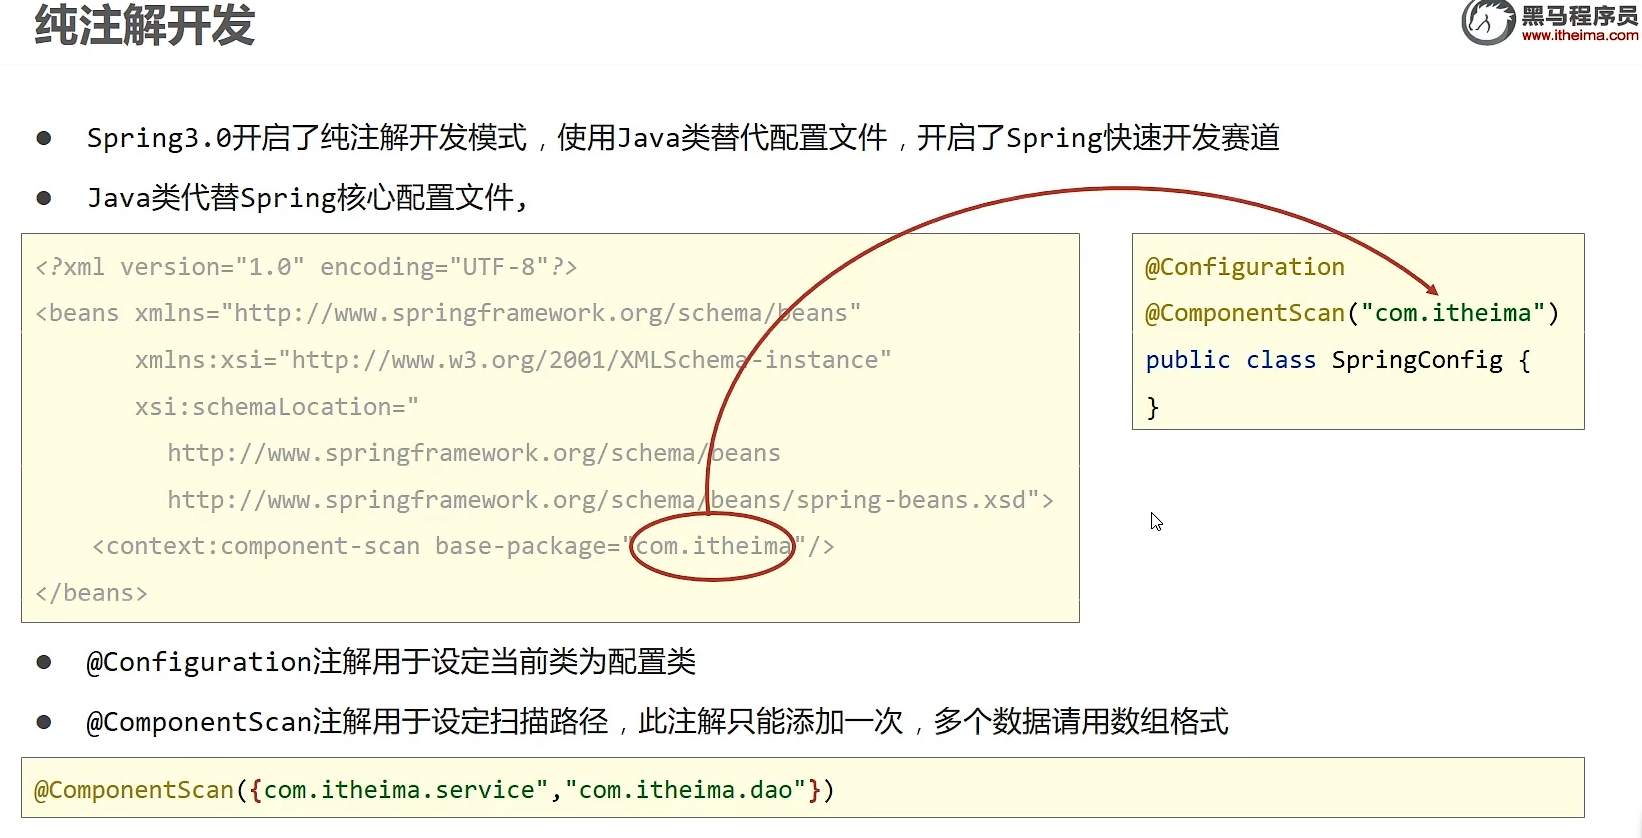 纯注解开发
黑马程序员
www.itheima.com
● Spring3.0开启了纯注解开发模式，使用Java类替代配置文件，开启了Spring快速开发赛道
● Java类代替Spring核心配置文件,
<?xml version="1.0" encoding="UTF-8"?>
<beans xmlns="http://www.springframework.org/schema/beans"
xmlns:xsi="http://www.w3.org/2001/XMLSchema-instance"
xsi:schemaLocation="
http://www.springframework.org/schema/beans
http://www.springframework.org/schema/beans/spring-beans.xsd">
<context:component-scan base-package="com.itheima"/>
</beans>
@Configuration
@ComponentScan("com.itheima")
public class SpringConfig {
}
● @Configuration注解用于设定当前类为配置类
● @ComponentScan注解用于设定扫描路径，此注解只能添加一次，多个数据请用数组格式
@ComponentScan({com.itheima.service","com.itheima.dao"})